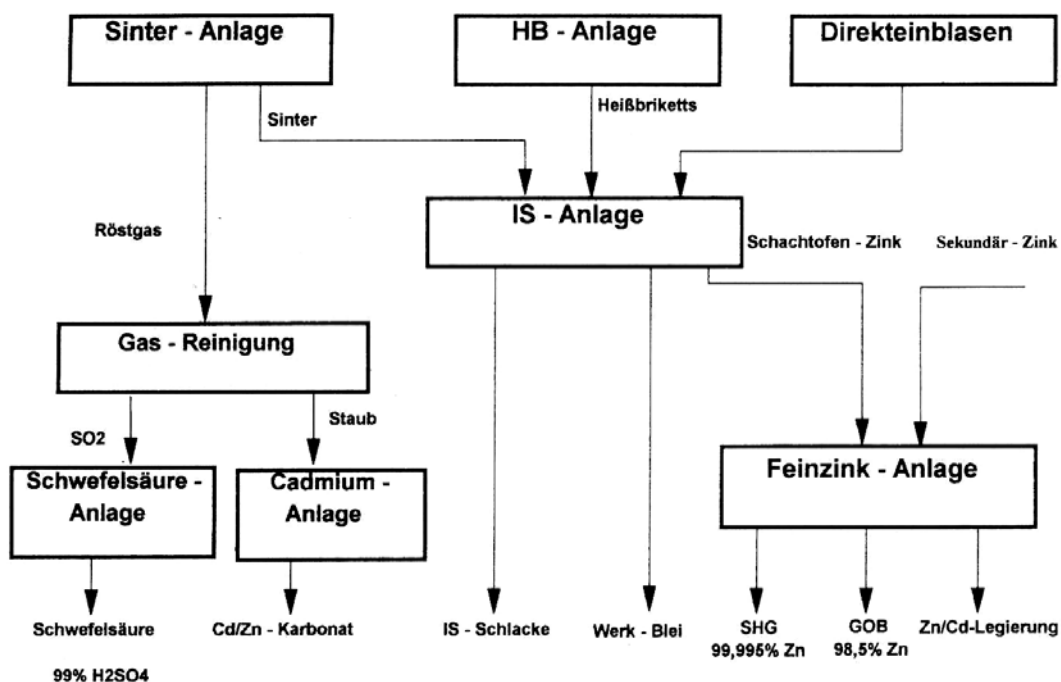 Sinter - Anlage
HB - Anlage
Direkteinblasen
Sinter
Heißbriketts
IS - Anlage
Röstgas
Schachtofen - Zink
Sekundär - Zink
Gas - Reinigung
SO2
Staub
Schwefelsäure -
Anlage
Cadmium -
Anlage
Feinzink - Anlage
Schwefelsäure
99% H2SO4
Cd/Zn - Karbonat
IS - Schlacke
Werk - Blei
SHG
99,995% Zn
GOB
98,5% Zn
Zn/Cd-Legierung